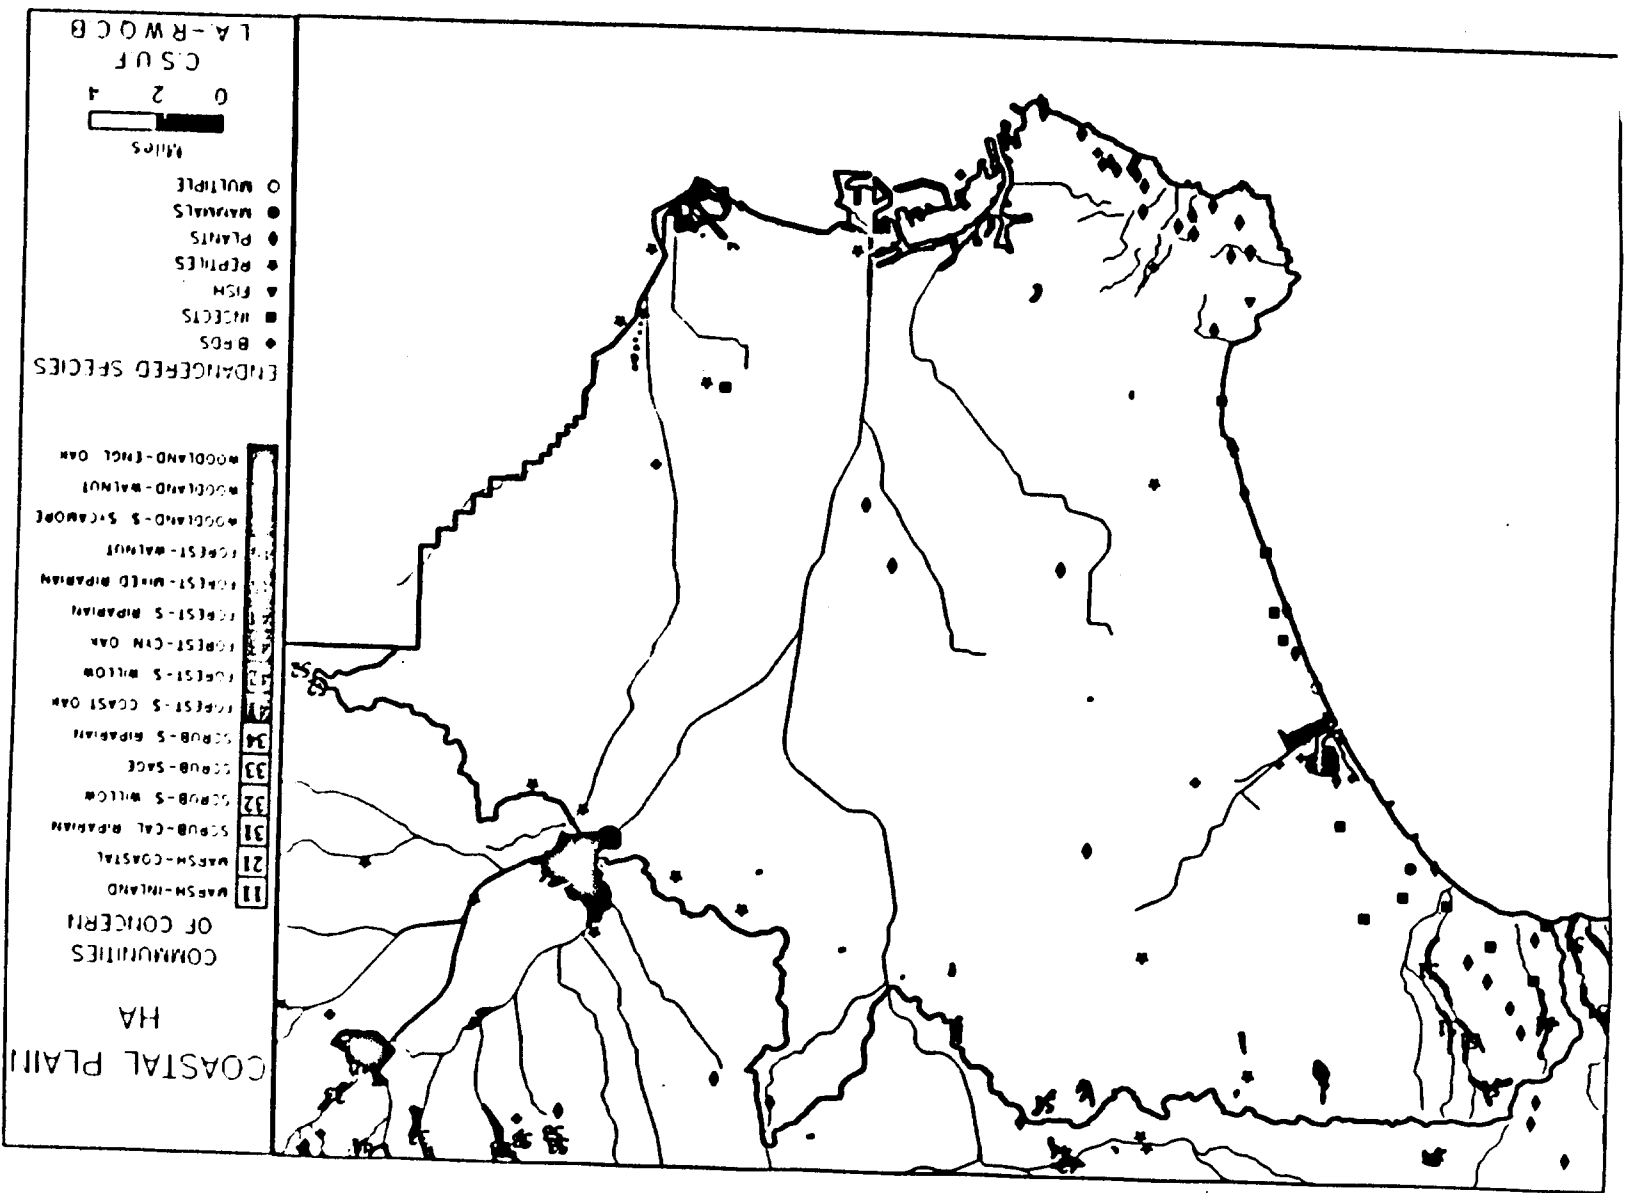 COASTAL PLAIN
HA
COMMUNITIES
OF CONCERN
11 MARSH-INLAND
21 MARSH-COASTAL
31 SCRUB-CAL RIPARIAN
32 SCRUB-S WILLOW
33 SCRUB-SAGE
34 SCRUB-S RIPARIAN
FOREST-S COAST OAK
FOREST-S WILLOW
FOREST-CYN OAK
FOREST-S RIPARIAN
FOREST-MIXED RIPARIAN
FOREST-WALNUT
WOODLAND-S SYCAMORE
WOODLAND-WALNUT
WOODLAND-ENGL OAK
ENDANGERED SPECIES
BIRDS
INSECTS
FISH
REPTILES
PLANTS
MAMMALS
MULTIPLE
Miles
0 2 4
C.S.U.F
L.A.-RWQCB